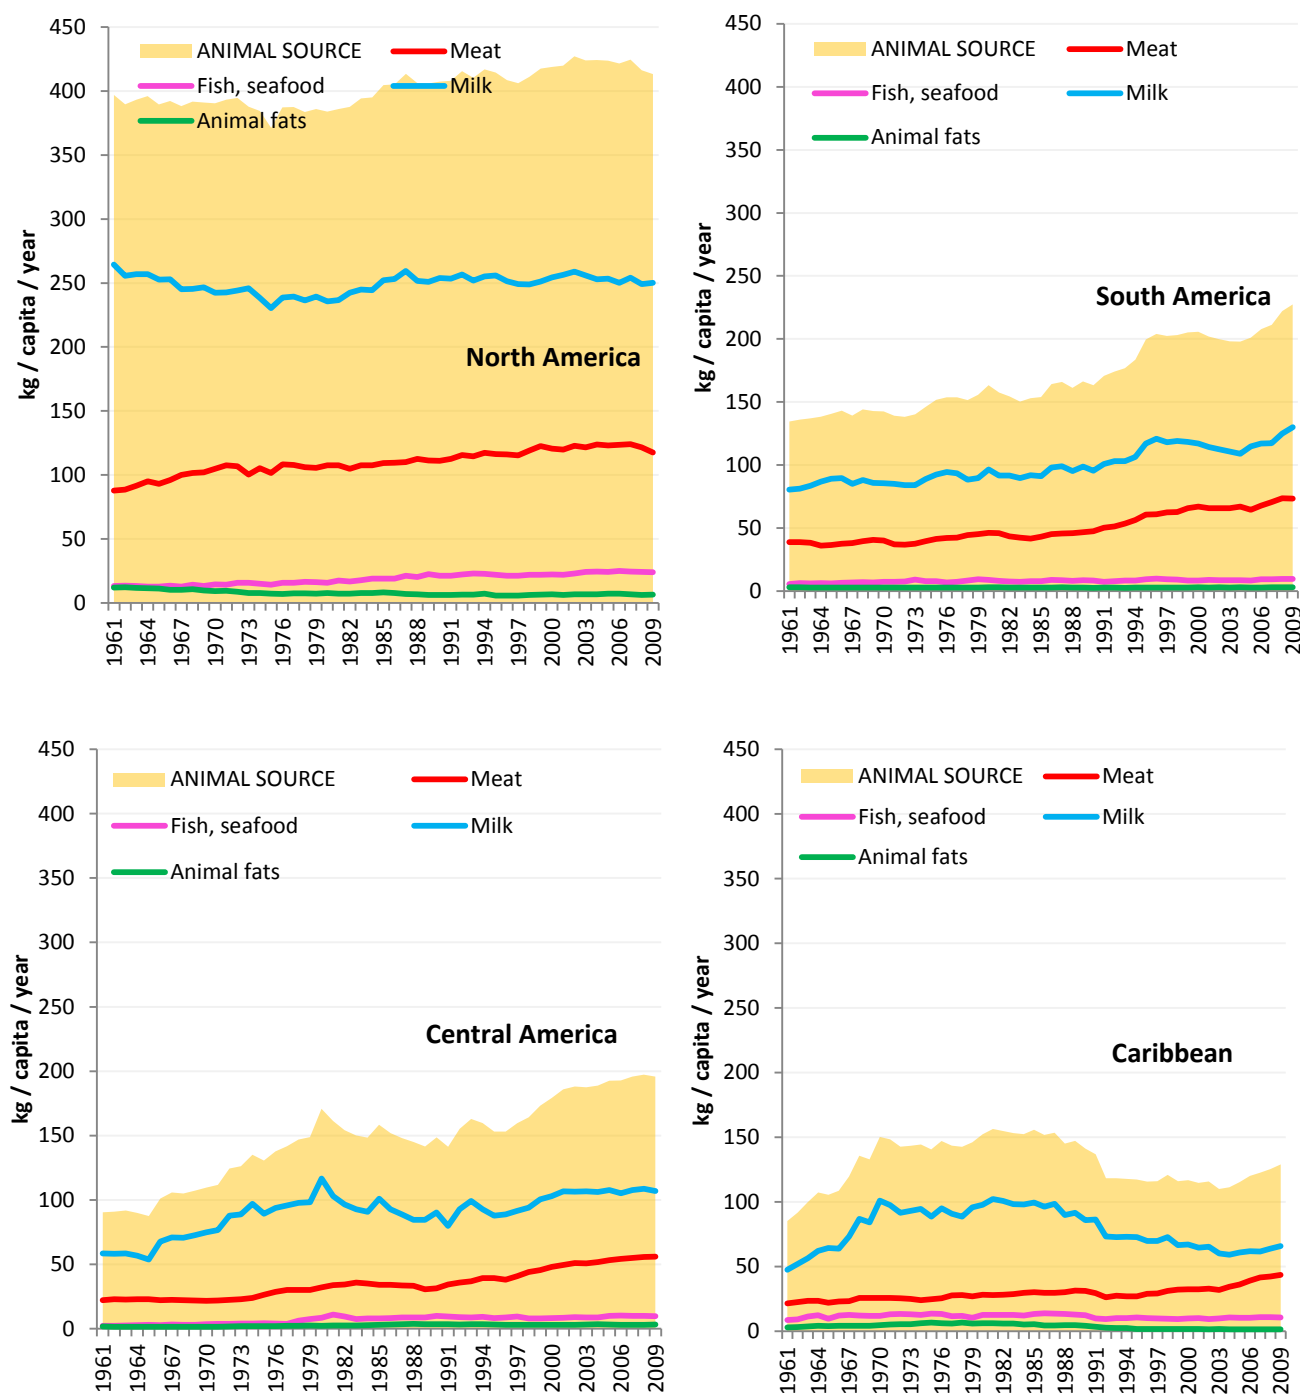 450
400
350
300
250
200
150
100
50
0
kg / capita / year
ANIMAL SOURCE
Meat
Fish, seafood
Milk
Animal fats
North America
1961 1964 1967 1970 1973 1976 1979 1982 1985 1988 1991 1994 1997 2000 2003 2006 2009
450
400
350
300
250
200
150
100
50
0
kg / capita / year
ANIMAL SOURCE
Meat
Fish, seafood
Milk
Animal fats
South America
1961 1964 1967 1970 1973 1976 1979 1982 1985 1988 1991 1994 1997 2000 2003 2006 2009
450
400
350
300
250
200
150
100
50
0
kg / capita / year
ANIMAL SOURCE
Meat
Fish, seafood
Milk
Animal fats
Central America
1961 1964 1967 1970 1973 1976 1979 1982 1985 1988 1991 1994 1997 2000 2003 2006 2009
450
400
350
300
250
200
150
100
50
0
kg / capita / year
ANIMAL SOURCE
Meat
Fish, seafood
Milk
Animal fats
Caribbean
1961 1964 1967 1970 1973 1976 1979 1982 1985 1988 1991 1994 1997 2000 2003 2006 2009